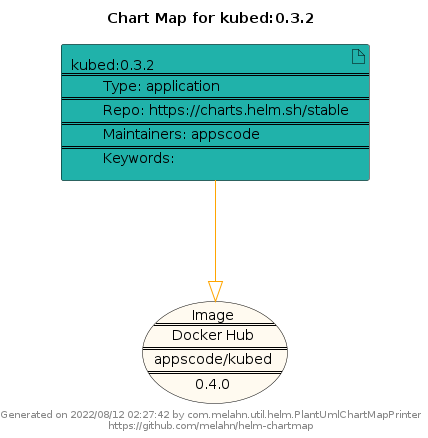 Chart Map for kubed:0.3.2
kubed:0.3.2
Type: application
Repo: https://charts.helm.sh/stable
Maintainers: appscode
Keywords:
Image
Docker Hub
appscode/kubed
0.4.0
Generated on 2022/08/12 02:27:42 by com.melahn.util.helm.PlantUmlChartMapPrinter
https://github.com/melahn/helm-chartmap